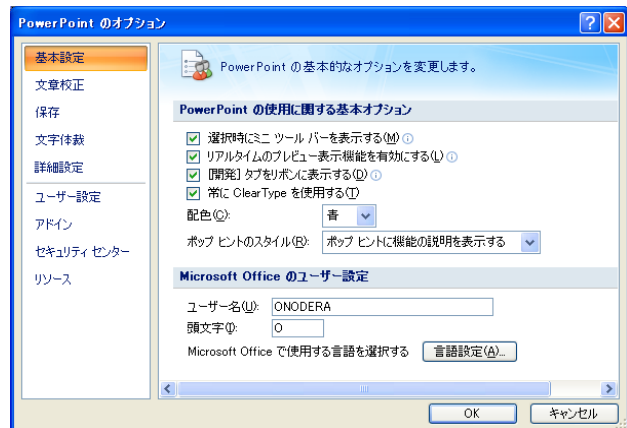 PowerPoint のオプション
基本設定
文章校正
保存
文字体裁
詳細設定
ユーザー設定
アドイン
セキュリティ センター
リソース
PowerPoint の基本的なオプションを変更します。
PowerPoint の使用に関する基本オプション
選択時にミニ ツール バーを表示する(M)
リアルタイムのプレビュー表示機能を有効にする(L)
[開発] タブをリボンに表示する(D)
常に ClearType を使用する(T)
配色(C): 青
ポップ ヒントのスタイル(R): ポップ ヒントに機能の説明を表示する
Microsoft Office のユーザー設定
ユーザー名(U): ONODERA
頭文字(I): O
Microsoft Office で使用する言語を選択する 言語設定(A)...
OK キャンセル